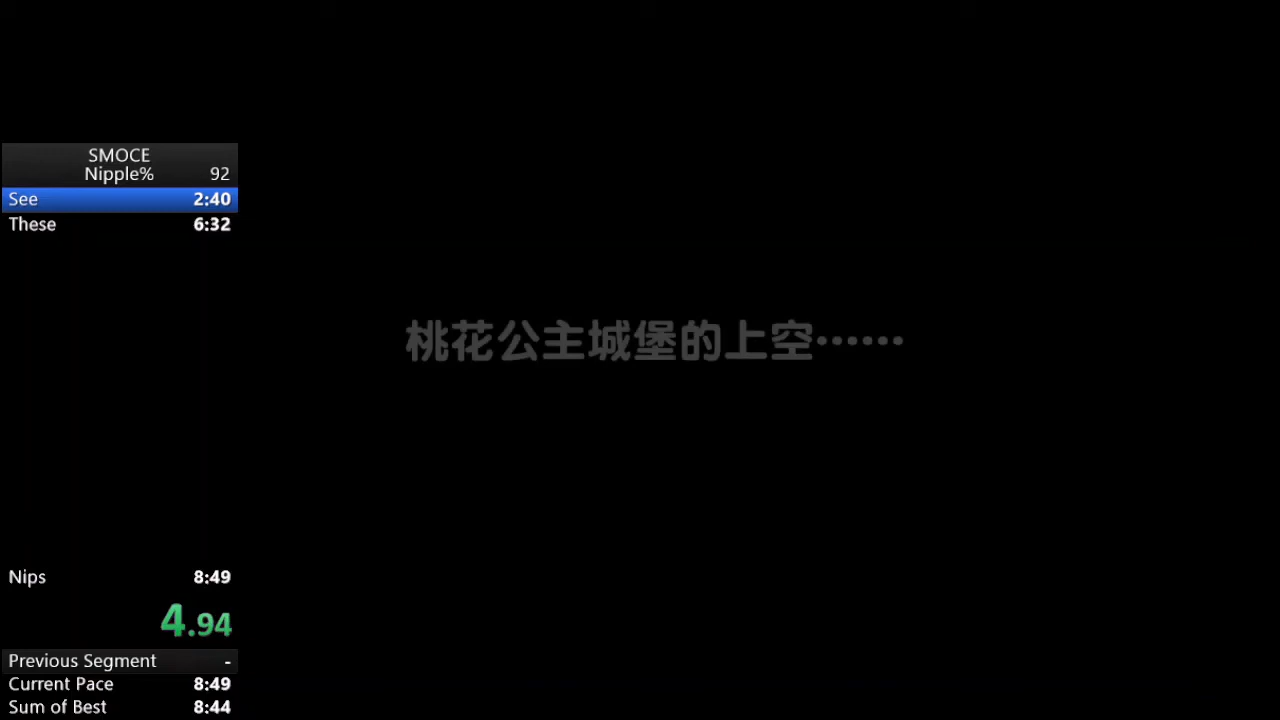 SMOCE
Nipple% 92
See 2:40
These 6:32
桃花公主城堡的上空······
Nips 8:49
4.94
Previous Segment -
Current Pace 8:49
Sum of Best 8:44